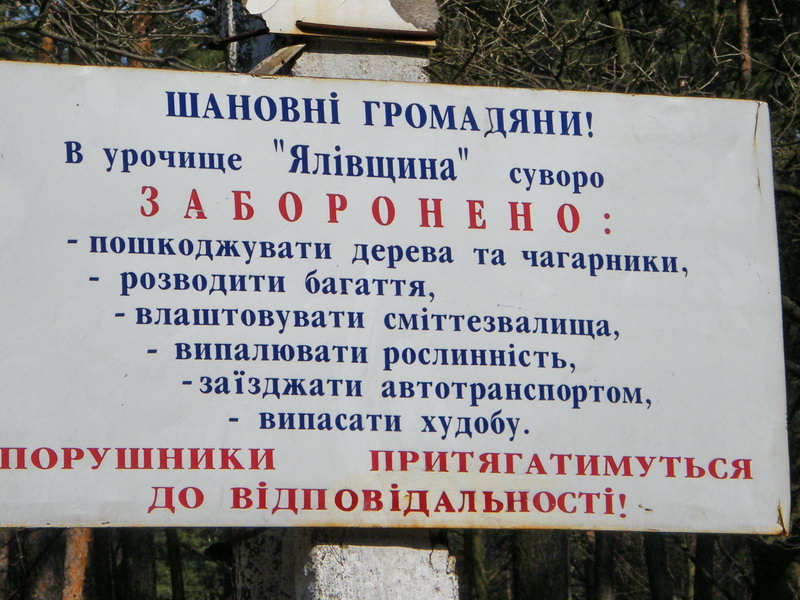 ШАНОВНІ ГРОМАДЯНИ!
В урочище "Ялівщина" суворо
ЗАБОРОНЕНО:
- пошкоджувати дерева та чагарники,
- розводити багаття,
- влаштовувати сміттєзвалища,
- випалювати рослинність,
- заїзджати автотранспортом,
- випасати худобу.
ПОРУШНИКИ ПРИТЯГАТИМУТЬСЯ
ДО ВІДПОВІДАЛЬНОСТІ!